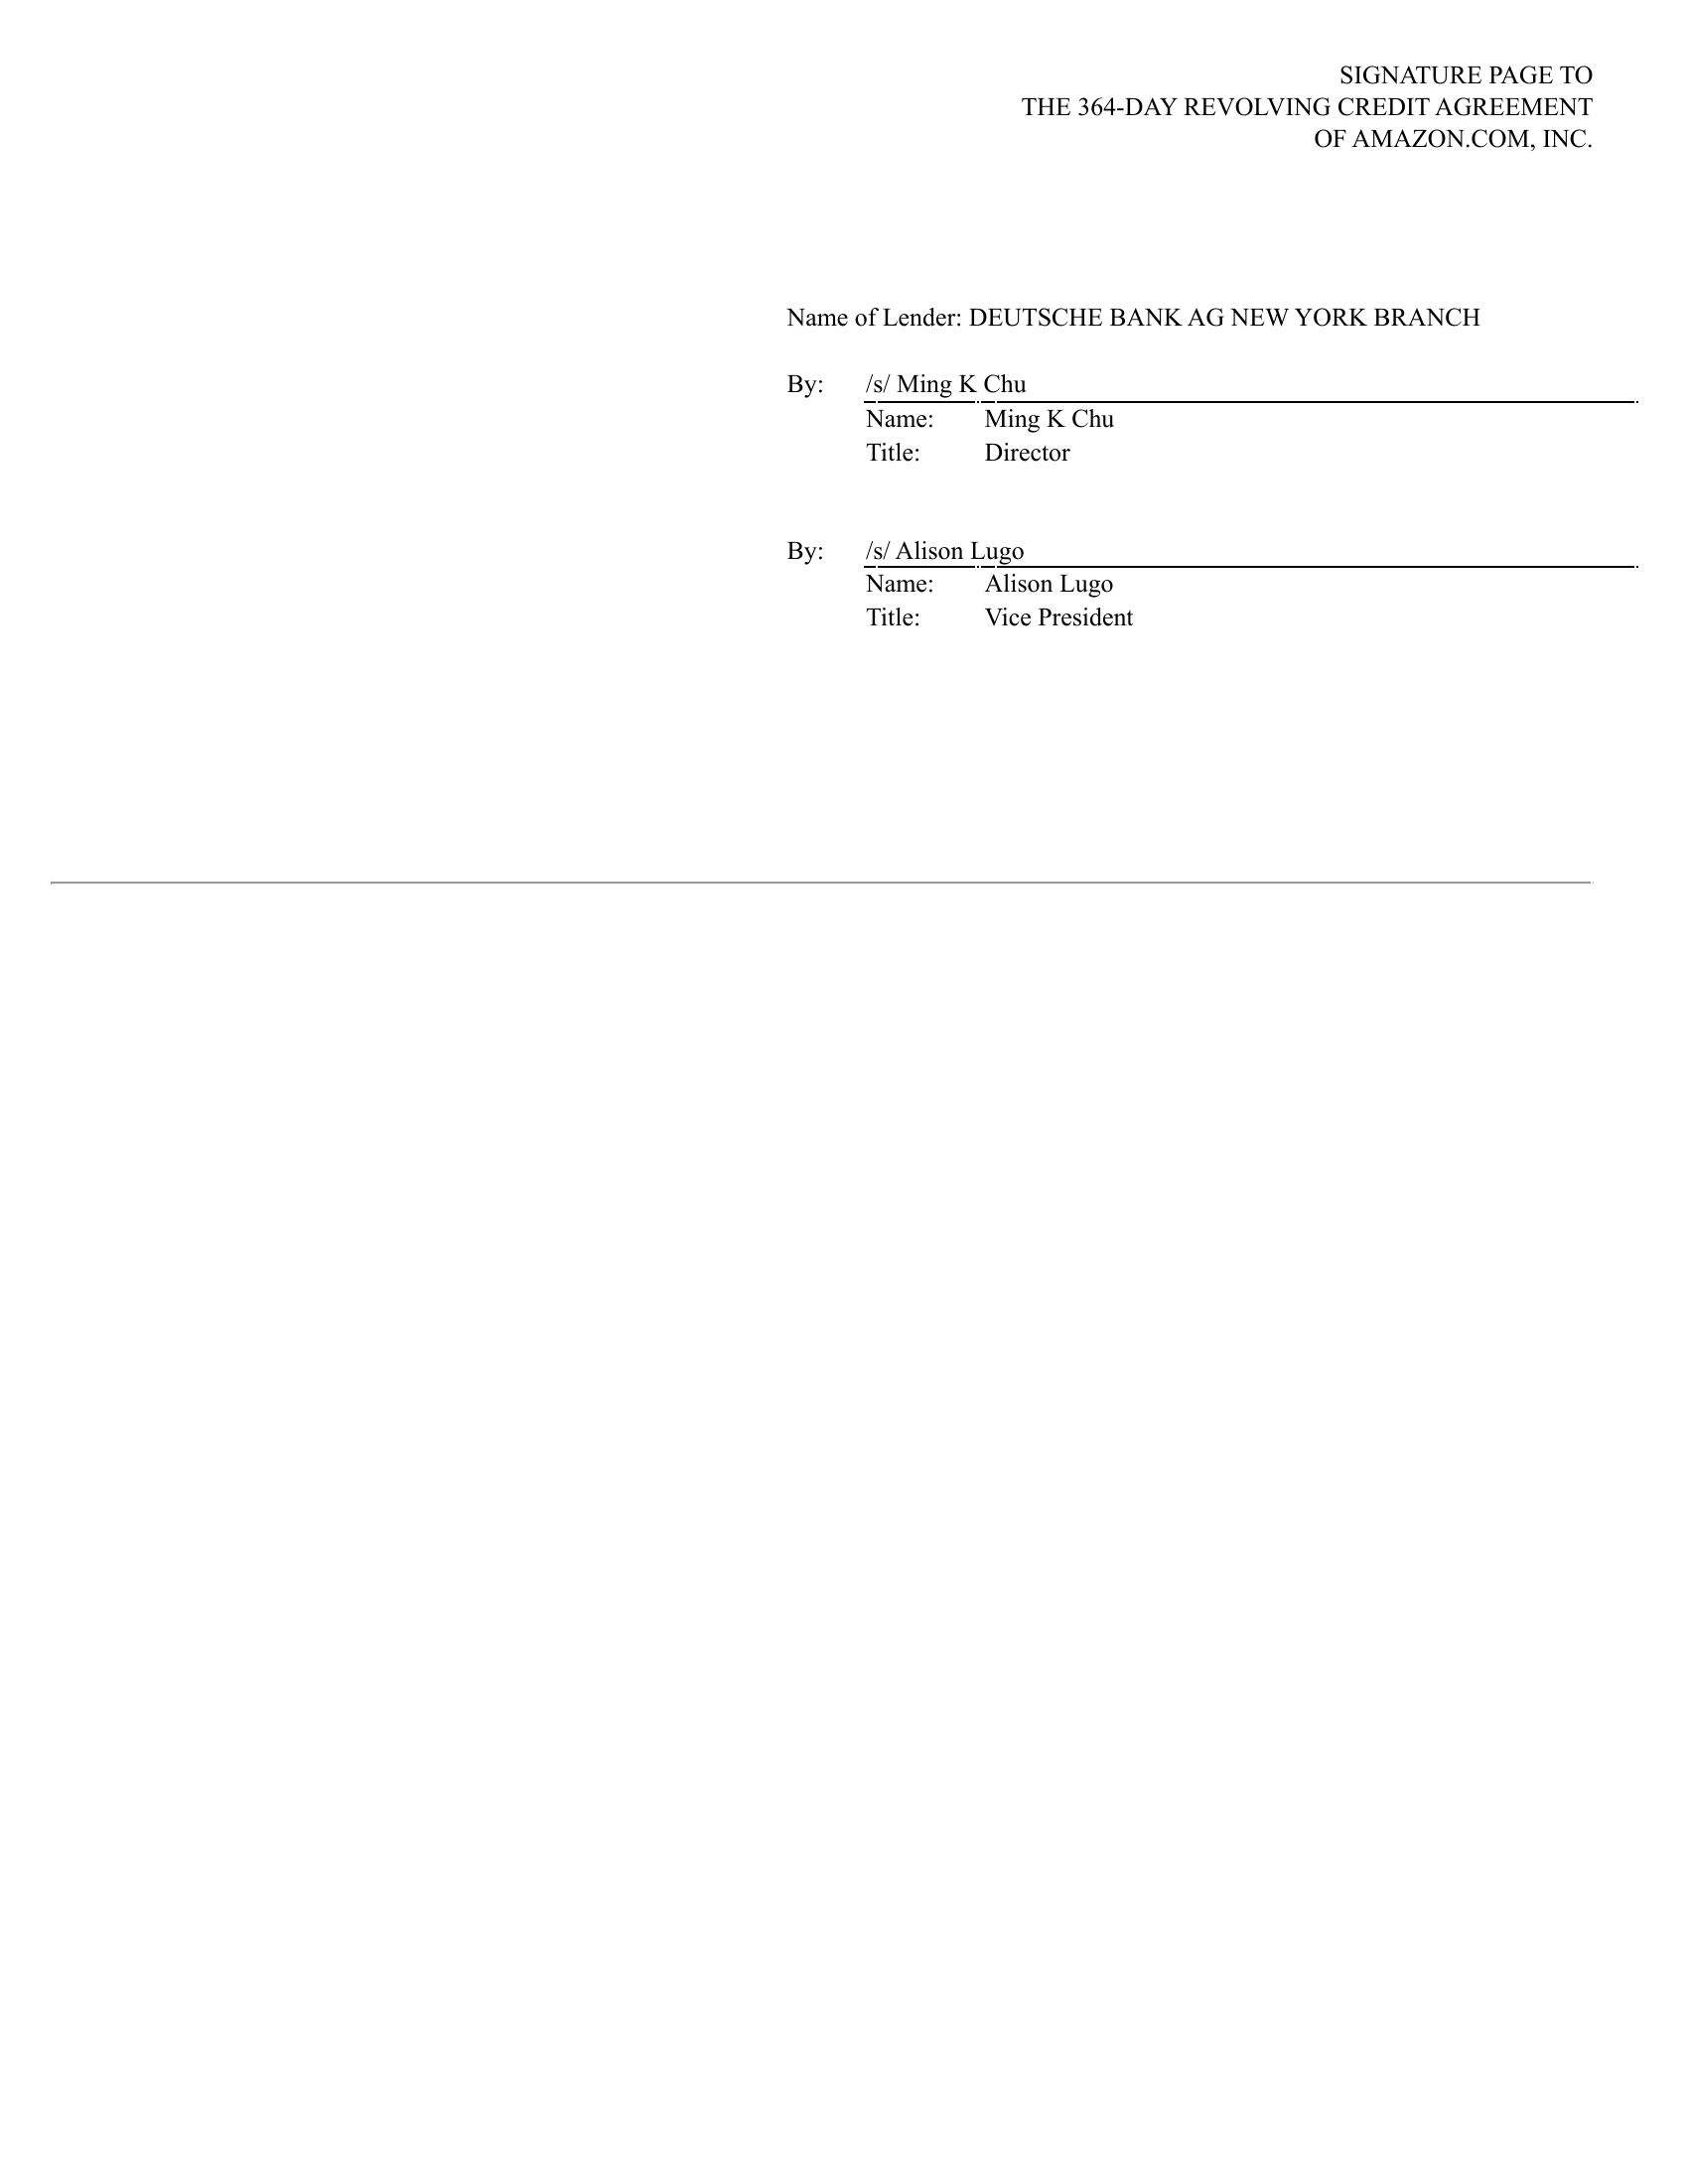 SIGNATURE PAGE TO
THE 364-DAY REVOLVING CREDIT AGREEMENT
OF AMAZON.COM, INC.
Name of Lender: DEUTSCHE BANK AG NEW YORK BRANCH
By: /s/ Ming K Chu
Name: Ming K Chu
Title: Director
By: /s/ Alison Lugo
Name: Alison Lugo
Title: Vice President